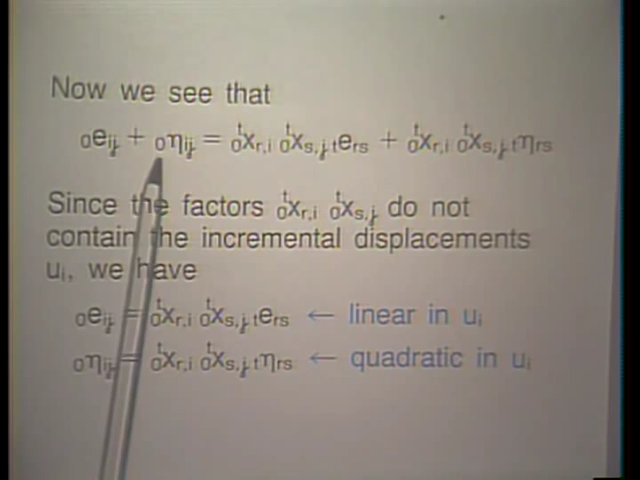 Now we see that
₀eᵢⱼ + ₀ηᵢⱼ = ᵗ₀xᵣ,ᵢ ᵗ₀xₛ,ⱼ ₜeᵣₛ + ᵗ₀xᵣ,ᵢ ᵗ₀xₛ,ⱼ ₜηᵣₛ
Since the factors ᵗ₀xᵣ,ᵢ ᵗ₀xₛ,ⱼ do not
contain the incremental displacements
uᵢ, we have
₀eᵢⱼ = ᵗ₀xᵣ,ᵢ ᵗ₀xₛ,ⱼ ₜeᵣₛ ← linear in uᵢ
₀ηᵢⱼ = ᵗ₀xᵣ,ᵢ ᵗ₀xₛ,ⱼ ₜηᵣₛ ← quadratic in uᵢ